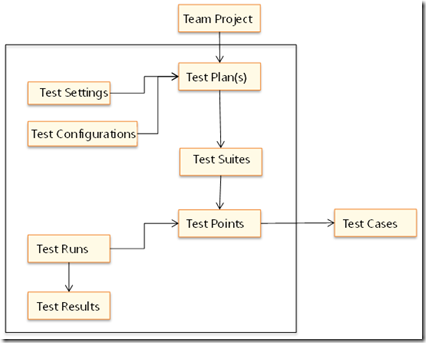 Team Project
Test Plan(s)
Test Settings
Test Configurations
Test Suites
Test Points
Test Cases
Test Runs
Test Results